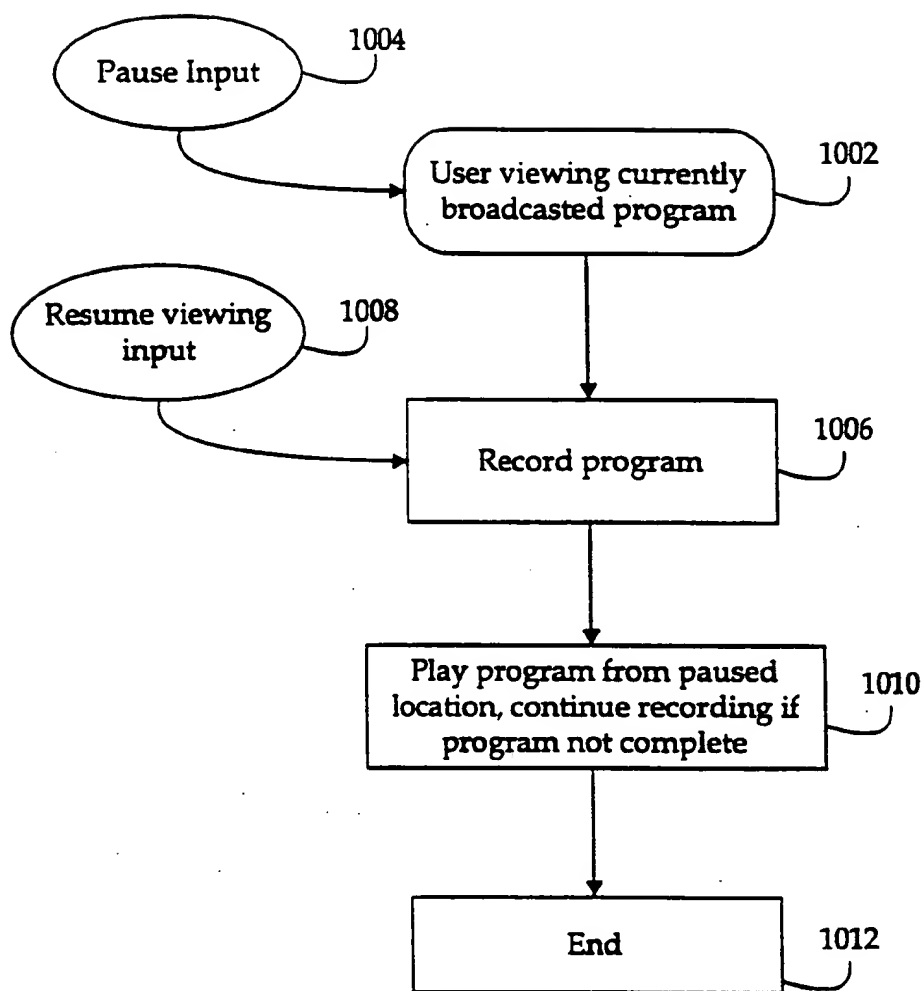 1004
Pause Input
1002
User viewing currently
broadcasted program
Resume viewing
input
1008
1006
Record program
Play program from paused
location, continue recording if
program not complete
1010
End
1012